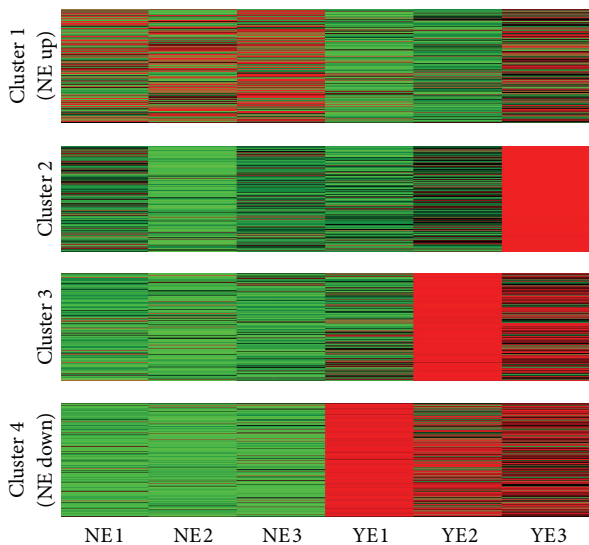 Cluster 1
(NE up)
Cluster 2
Cluster 3
Cluster 4
(NE down)
NE1 NE2 NE3 YE1 YE2 YE3